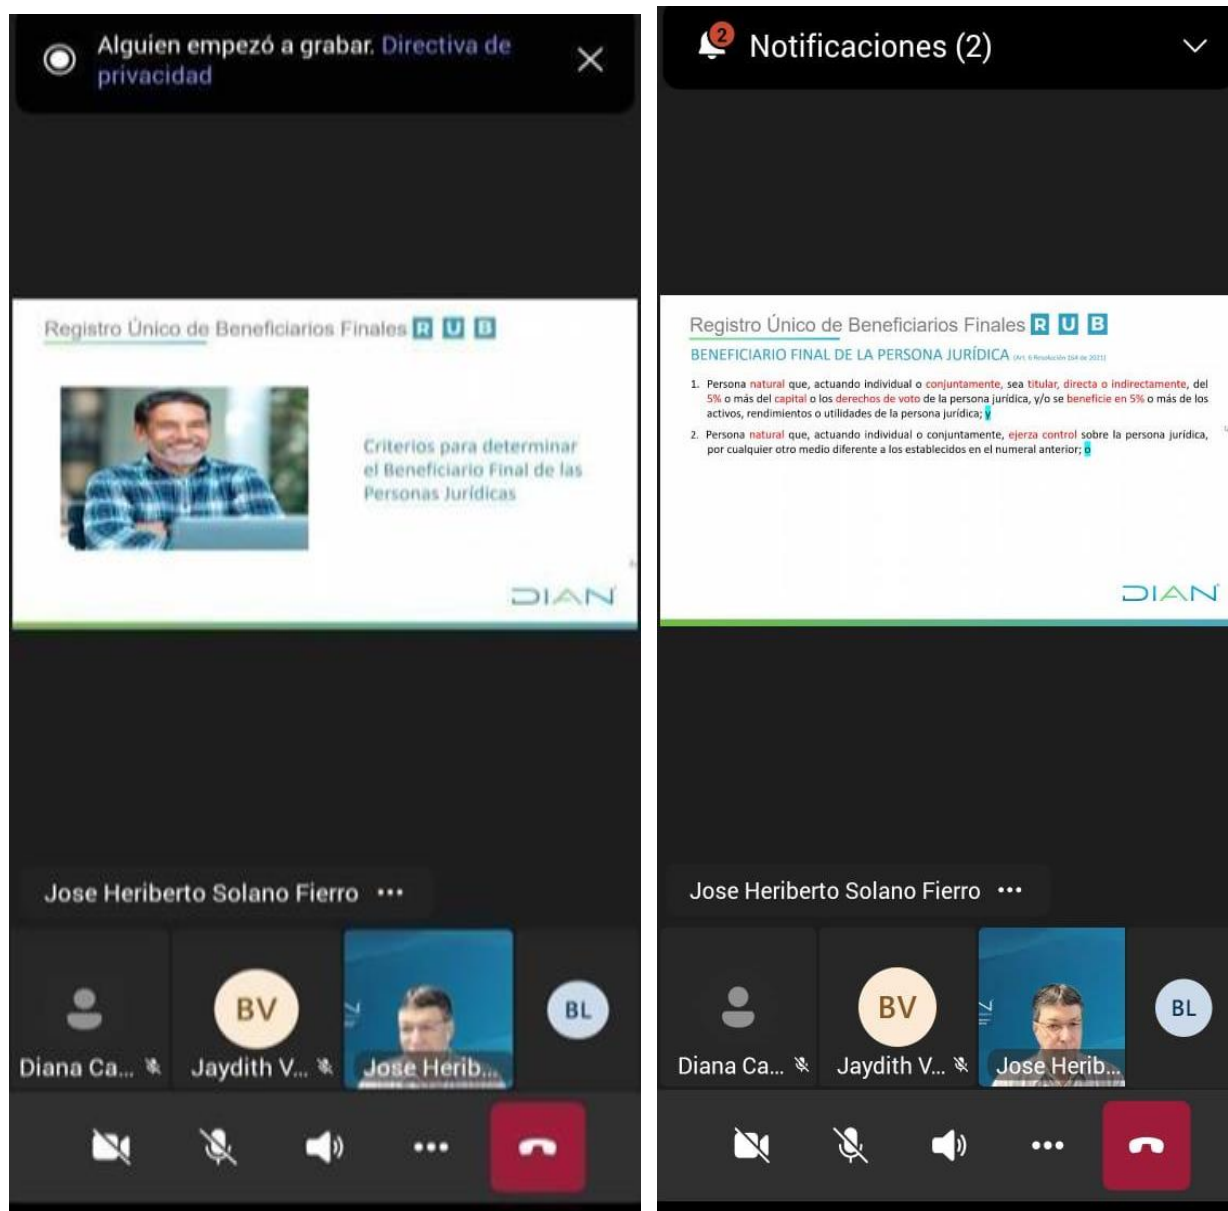 Alguien empezó a grabar. Directiva de
privacidad
Registro Único de Beneficiarios Finales R U B
Criterios para determinar
el Beneficiario Final de las
Personas Jurídicas
DIAN
Jose Heriberto Solano Fierro
BV
BL
Diana Ca...
Jaydith V...
Jose Herib...
2
Notificaciones (2)
Registro Único de Beneficiarios Finales R U B
BENEFICIARIO FINAL DE LA PERSONA JURÍDICA (Art. 6 Resolución 164 de 2021)
1. Persona natural que, actuando individual o conjuntamente, sea titular, directa o indirectamente, del
5% o más del capital o los derechos de voto de la persona jurídica, y/o se beneficie en 5% o más de los
activos, rendimientos o utilidades de la persona jurídica; y
2. Persona natural que, actuando individual o conjuntamente, ejerza control sobre la persona jurídica,
por cualquier otro medio diferente a los establecidos en el numeral anterior; o
DIAN
Jose Heriberto Solano Fierro
BV
BL
Diana Ca...
Jaydith V...
Jose Herib...